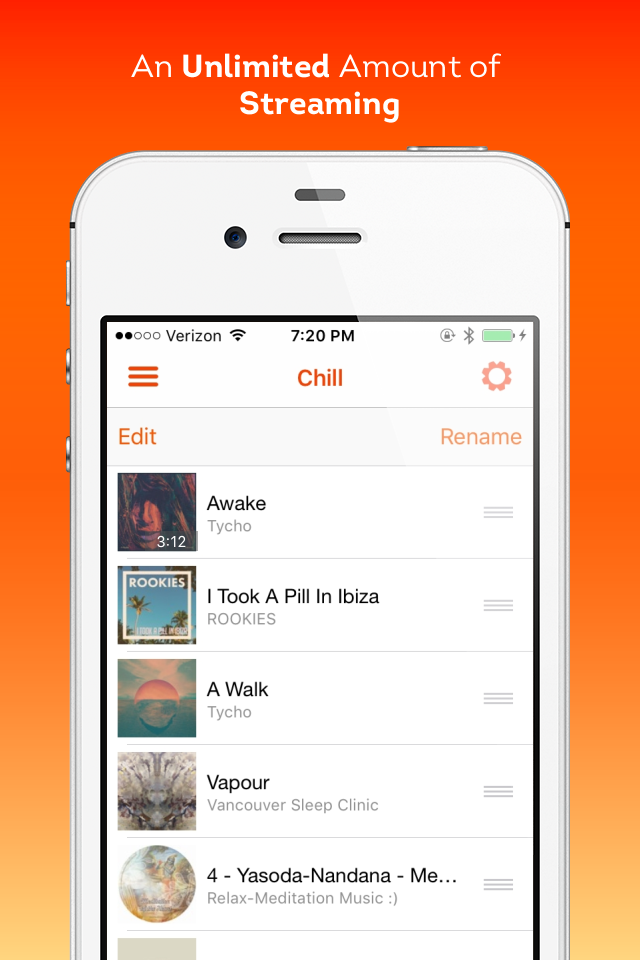 An Unlimited Amount of
Streaming
Verizon 7:20 PM
Chill
Edit Rename
Awake
Tycho
3:12
ROOKIES
I TOOK A PILL IN IBIZA
I Took A Pill In Ibiza
ROOKIES
A Walk
Tycho
Vapour
Vancouver Sleep Clinic
4 - Yasoda-Nandana - Me...
Relax-Meditation Music :)